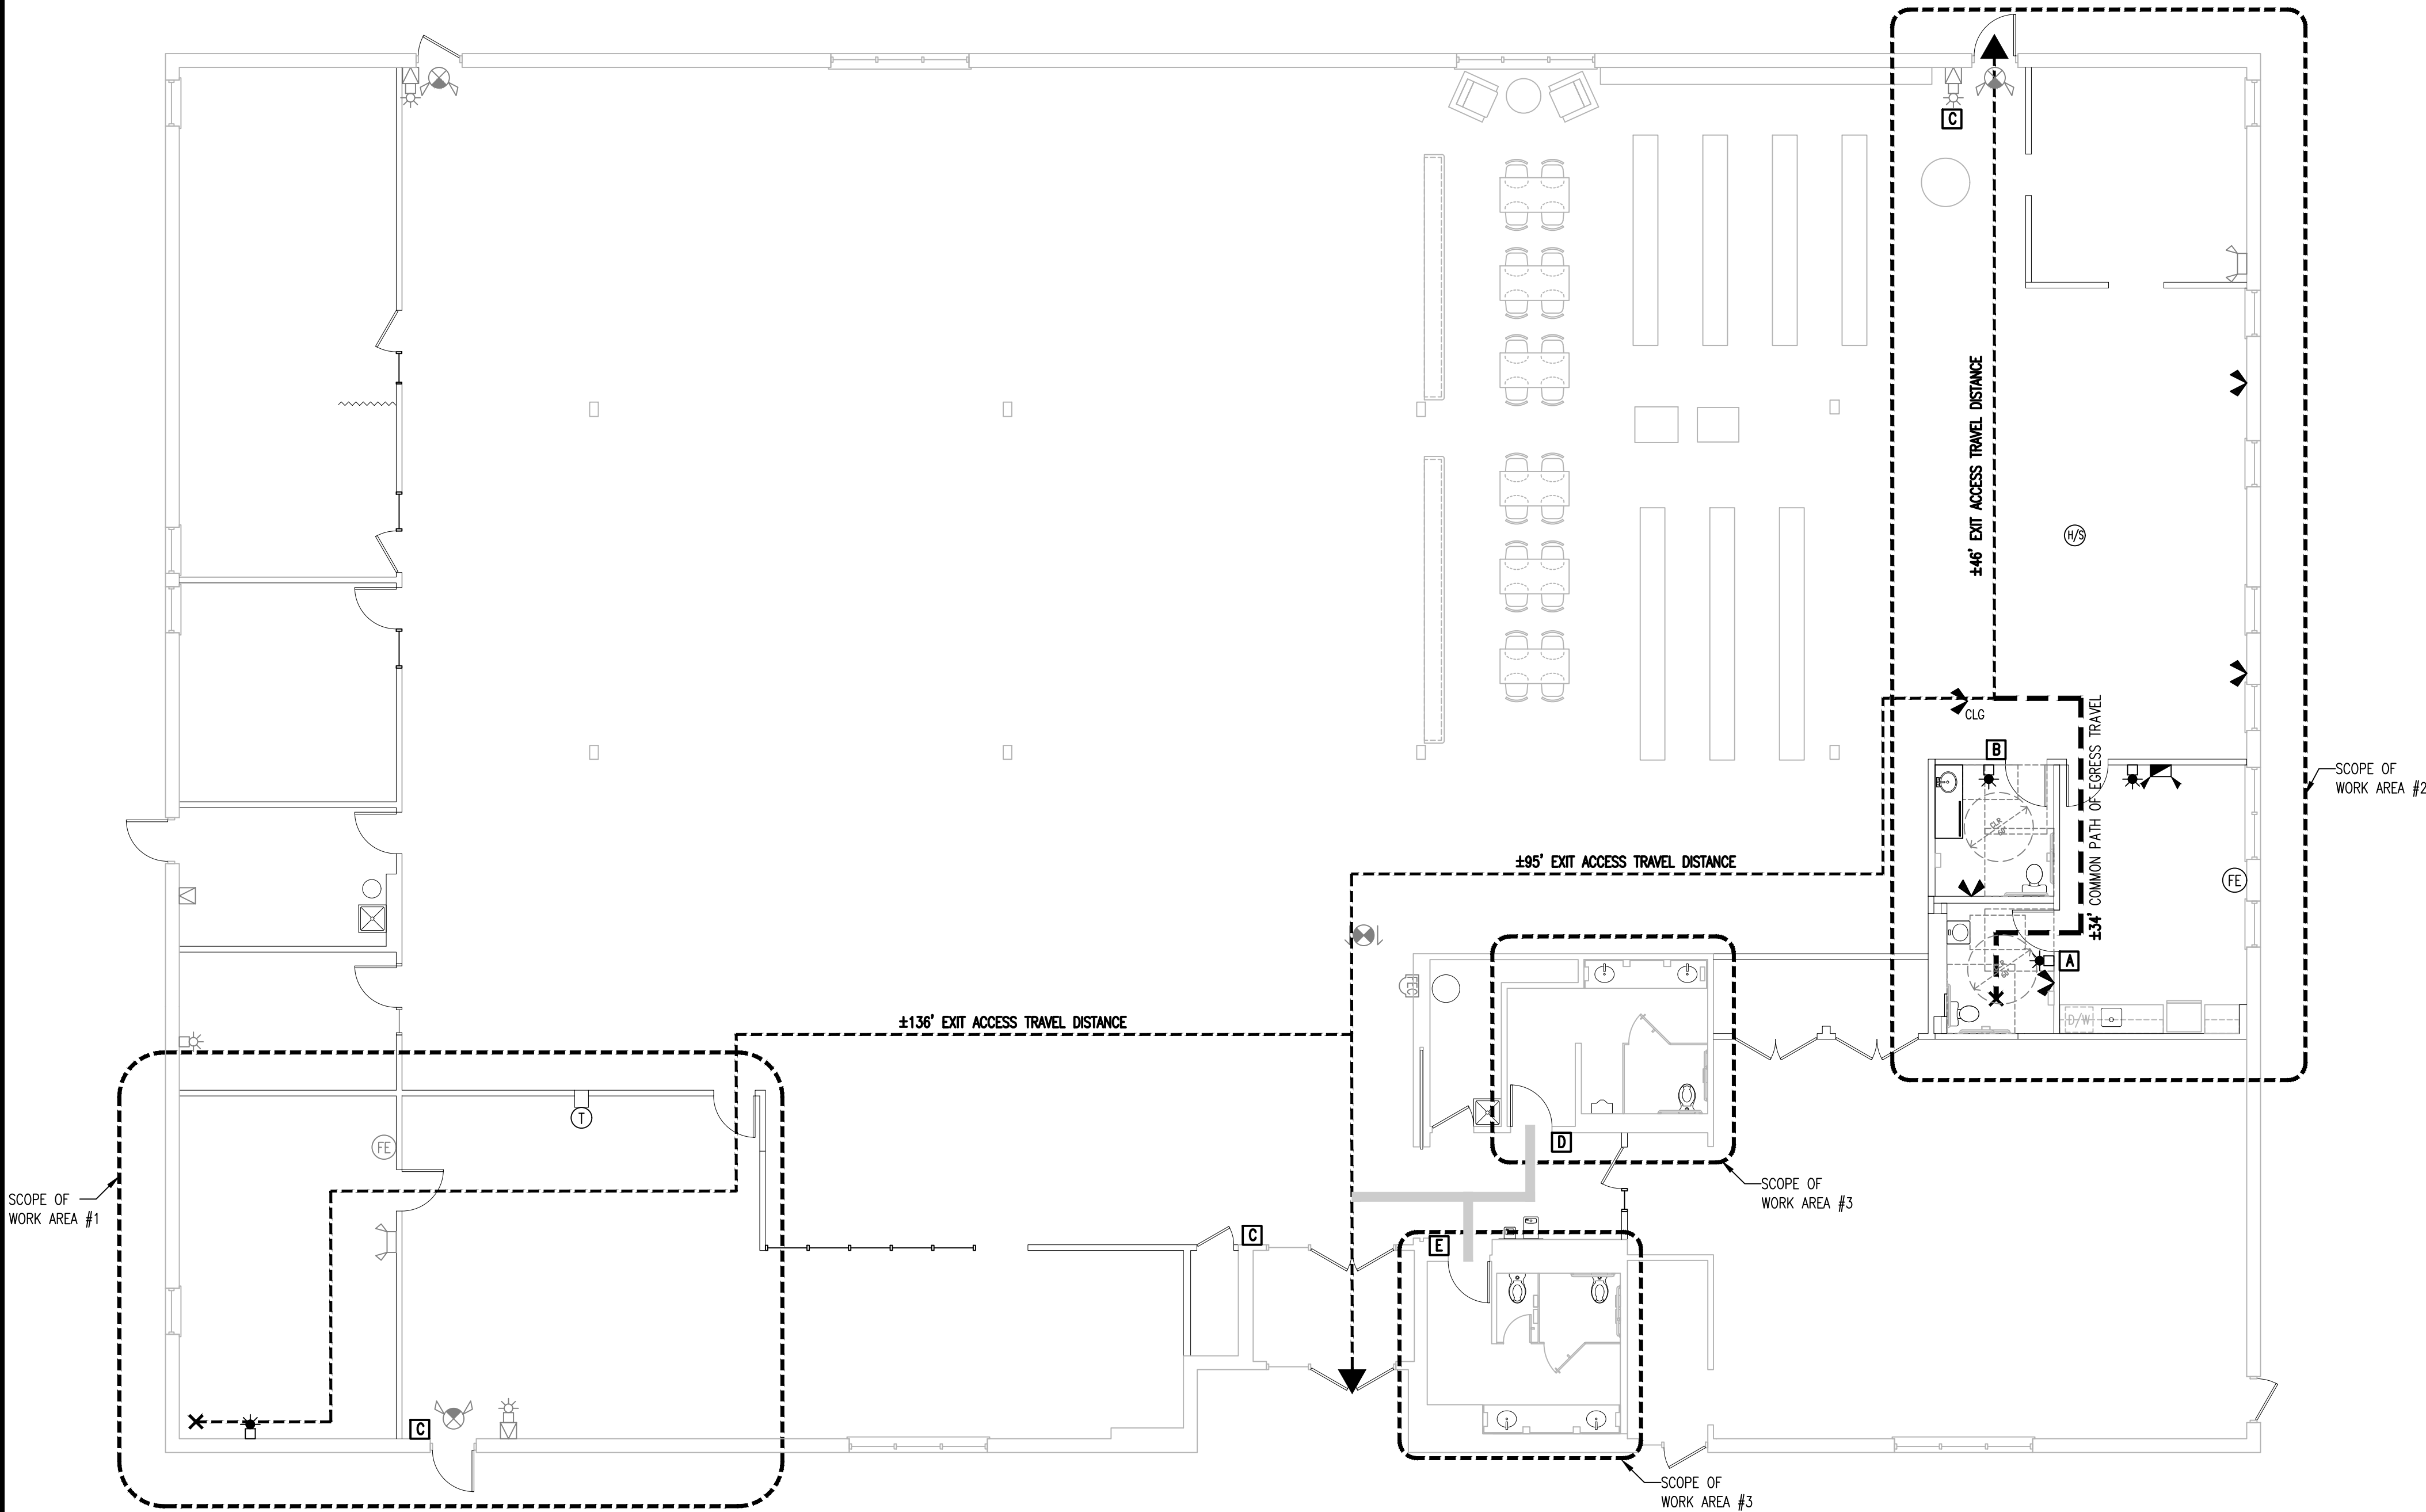 C
±46' EXIT ACCESS TRAVEL DISTANCE
H/S
CLG
B
±34' COMMON PATH OF EGRESS TRAVEL
SCOPE OF
WORK AREA #2
±95' EXIT ACCESS TRAVEL DISTANCE
FE
A
FEC
D/W
±136' EXIT ACCESS TRAVEL DISTANCE
T
FE
D
SCOPE OF
WORK AREA #1
SCOPE OF
WORK AREA #3
C
E
C
SCOPE OF
WORK AREA #3